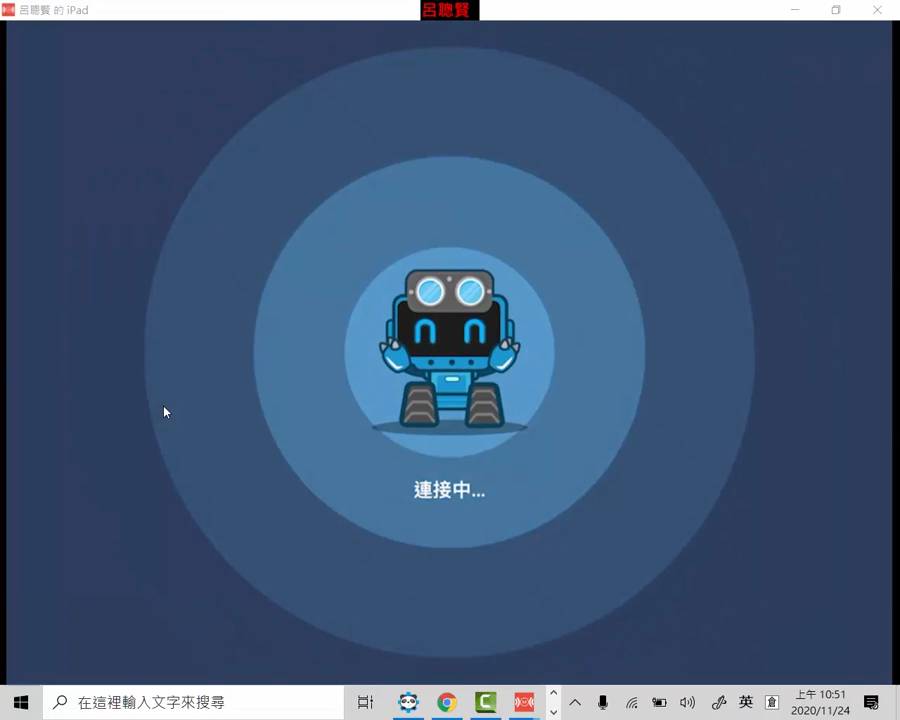 呂聰賢 的 iPad
呂聰賢
連接中...
在這裡輸入文字來搜尋
英
倉
上午 10:51
2020/11/24